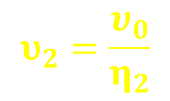 υ₂ = υ₀ / η₂